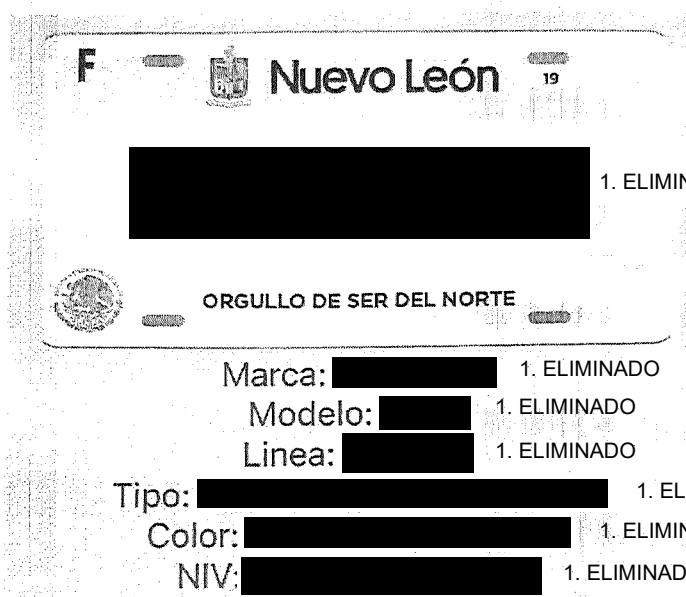 F Nuevo León 19
1. ELIMIN
ORGULLO DE SER DEL NORTE
Marca: 1. ELIMINADO
Modelo: 1. ELIMINADO
Linea: 1. ELIMINADO
Tipo: 1. EL
Color: 1. ELIMIN
NIV: 1. ELIMINAD